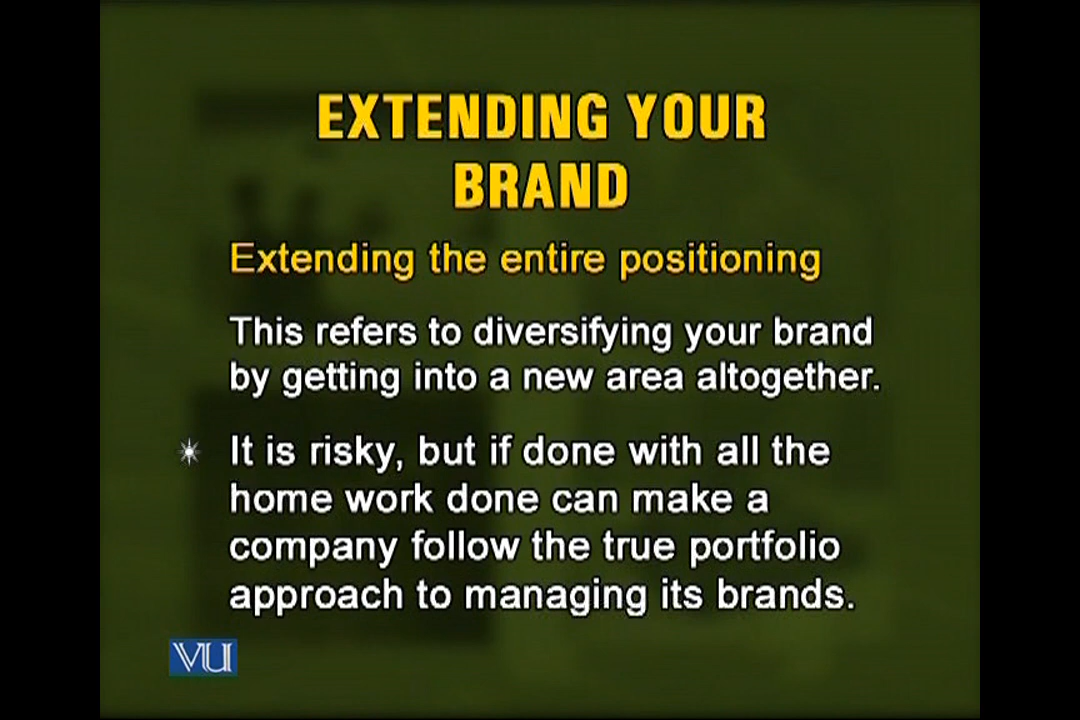 EXTENDING YOUR
BRAND
Extending the entire positioning
This refers to diversifying your brand
by getting into a new area altogether.
It is risky, but if done with all the
home work done can make a
company follow the true portfolio
approach to managing its brands.
VU